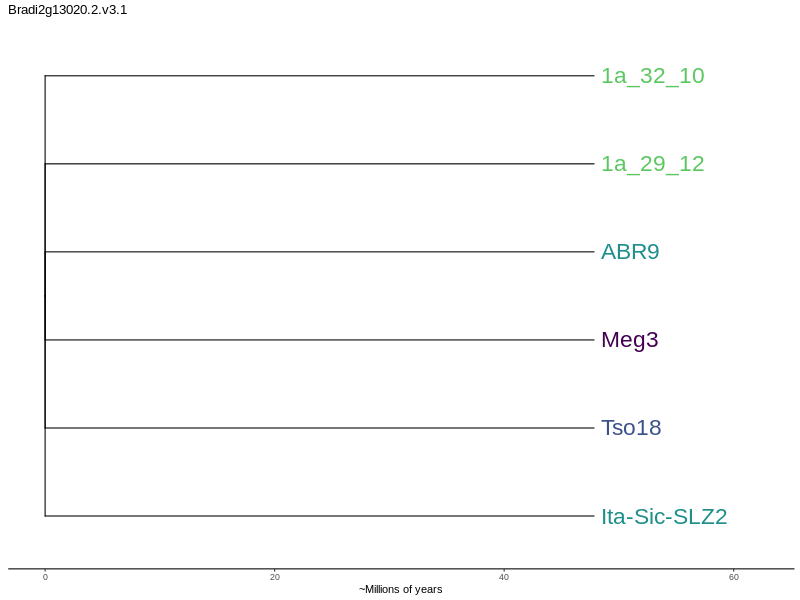 Bradi2g13020.2.v3.1
1a_32_10
1a_29_12
ABR9
Meg3
Tso18
Ita-Sic-SLZ2
0 20 40 60
~Millions of years